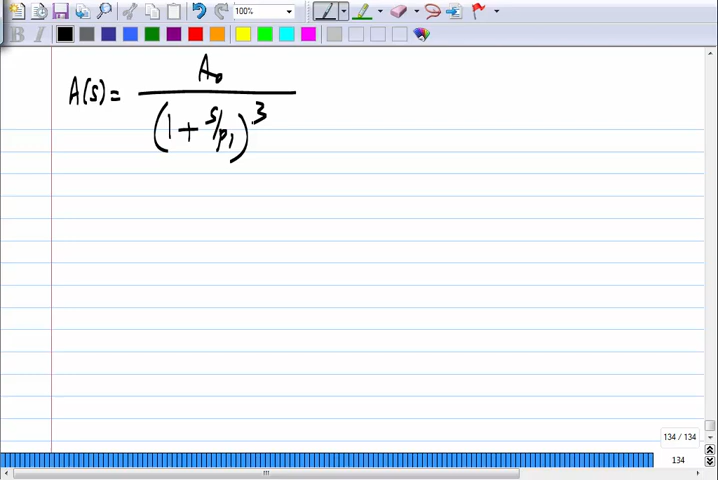 B I 100%
A(s) = A₀ / (1 + s/p₁)³
134 / 134
134